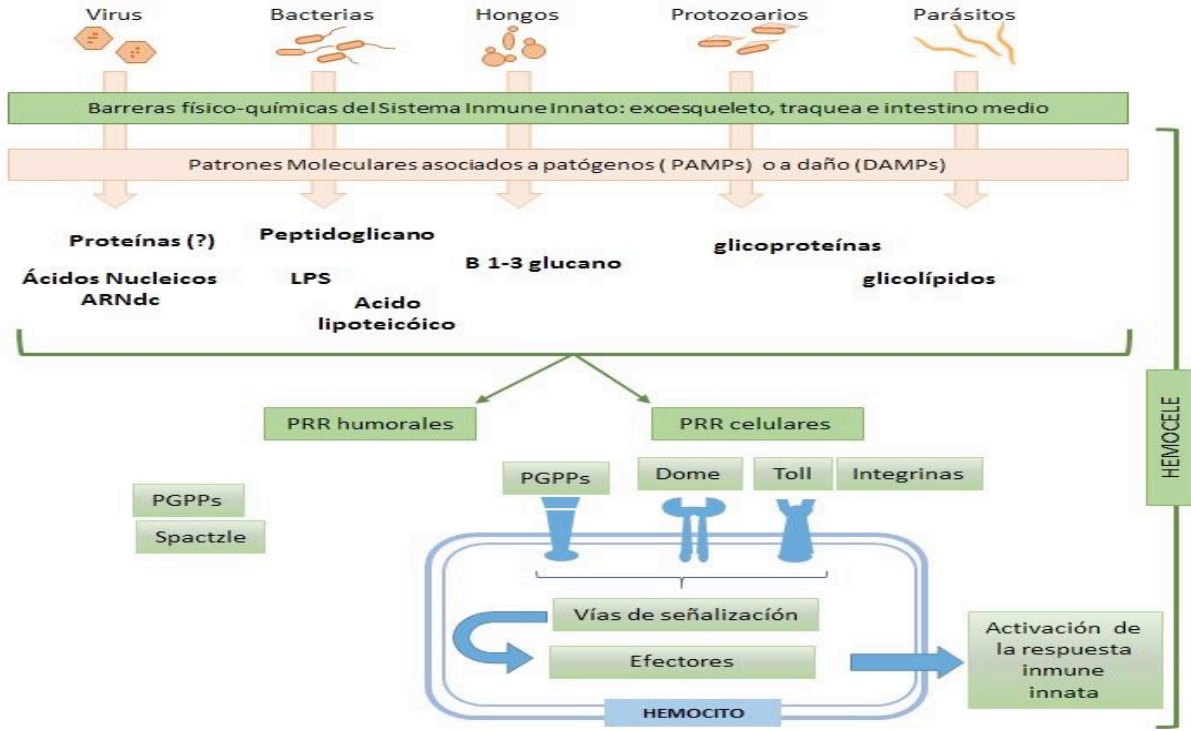 Virus
Bacterias
Hongos
Protozoarios
Parásitos
Barreras físico-químicas del Sistema Inmune Innato: exoesqueleto, traquea e intestino medio
Patrones Moleculares asociados a patógenos ( PAMPs) o a daño (DAMPs)
Proteínas (?)
Ácidos Nucleicos
ARNdc
Peptidoglicano
LPS
Acido
lipoteicóico
B 1-3 glucano
glicoproteínas
glicolípidos
HEMOCELE
PRR humorales
PRR celulares
PGPPs
Spactzle
PGPPs
Dome
Toll
Integrinas
Vías de señalización
Efectores
HEMOCITO
Activación de
la respuesta
inmune
innata